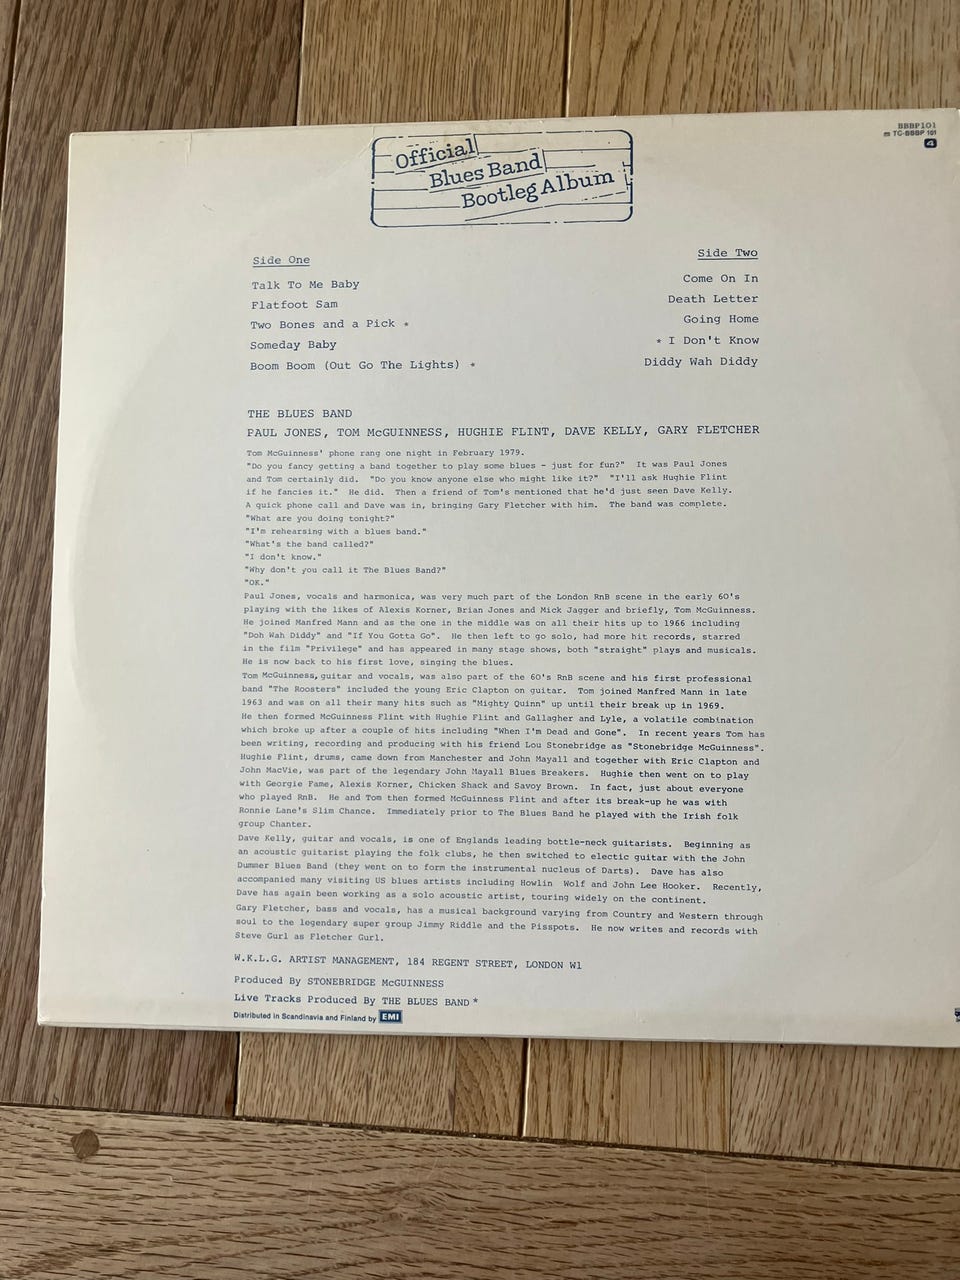 BBBP101
TC-BBBP 101
4
Official
Blues Band
Bootleg Album
Side One
Talk To Me Baby
Flatfoot Sam
Two Bones and a Pick *
Someday Baby
Boom Boom (Out Go The Lights) *
Side Two
Come On In
Death Letter
Going Home
* I Don't Know
Diddy Wah Diddy
THE BLUES BAND
PAUL JONES, TOM McGUINNESS, HUGHIE FLINT, DAVE KELLY, GARY FLETCHER
Tom McGuinness' phone rang one night in February 1979.
"Do you fancy getting a band together to play some blues - just for fun?" It was Paul Jones
and Tom certainly did. "Do you know anyone else who might like it?" "I'll ask Hughie Flint
if he fancies it." He did. Then a friend of Tom's mentioned that he'd just seen Dave Kelly.
A quick phone call and Dave was in, bringing Gary Fletcher with him. The band was complete.
"What are you doing tonight?"
"I'm rehearsing with a blues band."
"What's the band called?"
"I don't know."
"Why don't you call it The Blues Band?"
"OK."
Paul Jones, vocals and harmonica, was very much part of the London RnB scene in the early 60's
playing with the likes of Alexis Korner, Brian Jones and Mick Jagger and briefly, Tom McGuinness.
He joined Manfred Mann and as the one in the middle was on all their hits up to 1966 including
"Doh Wah Diddy" and "If You Gotta Go". He then left to go solo, had more hit records, starred
in the film "Privilege" and has appeared in many stage shows, both "straight" plays and musicals.
He is now back to his first love, singing the blues.
Tom McGuinness, guitar and vocals, was also part of the 60's RnB scene and his first professional
band "The Roosters" included the young Eric Clapton on guitar. Tom joined Manfred Mann in late
1963 and was on all their many hits such as "Mighty Quinn" up until their break up in 1969.
He then formed McGuinness Flint with Hughie Flint and Gallagher and Lyle, a volatile combination
which broke up after a couple of hits including "When I'm Dead and Gone". In recent years Tom has
been writing, recording and producing with his friend Lou Stonebridge as "Stonebridge McGuinness".
Hughie Flint, drums, came down from Manchester and John Mayall and together with Eric Clapton and
John MacVie, was part of the legendary John Mayall Blues Breakers. Hughie then went on to play
with Georgie Fame, Alexis Korner, Chicken Shack and Savoy Brown. In fact, just about everyone
who played RnB. He and Tom then formed McGuinness Flint and after its break-up he was with
Ronnie Lane's Slim Chance. Immediately prior to The Blues Band he played with the Irish folk
group Chanter.
Dave Kelly, guitar and vocals, is one of Englands leading bottle-neck guitarists. Beginning as
an acoustic guitarist playing the folk clubs, he then switched to electic guitar with the John
Dummer Blues Band (they went on to form the instrumental nucleus of Darts). Dave has also
accompanied many visiting US blues artists including Howlin Wolf and John Lee Hooker. Recently,
Dave has again been working as a solo acoustic artist, touring widely on the continent.
Gary Fletcher, bass and vocals, has a musical background varying from Country and Western through
soul to the legendary super group Jimmy Riddle and the Pisspots. He now writes and records with
Steve Gurl as Fletcher Gurl.
W.K.L.G. ARTIST MANAGEMENT, 184 REGENT STREET, LONDON W1
Produced By STONEBRIDGE McGUINNESS
Live Tracks Produced By THE BLUES BAND *
Distributed in Scandinavia and Finland by EMI